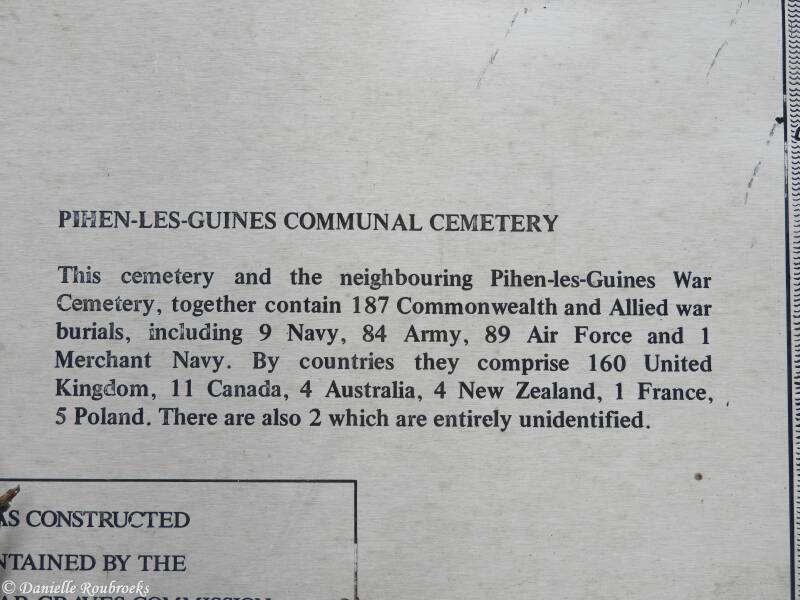 PIHEN-LES-GUINES COMMUNAL CEMETERY
This cemetery and the neighbouring Pihen-les-Guines War
Cemetery, together contain 187 Commonwealth and Allied war
burials, including 9 Navy, 84 Army, 89 Air Force and 1
Merchant Navy. By countries they comprise 160 United
Kingdom, 11 Canada, 4 Australia, 4 New Zealand, 1 France,
5 Poland. There are also 2 which are entirely unidentified.
AS CONSTRUCTED
NTAINED BY THE
AR GRAVES COMMISSION
© Danielle Roubroeks